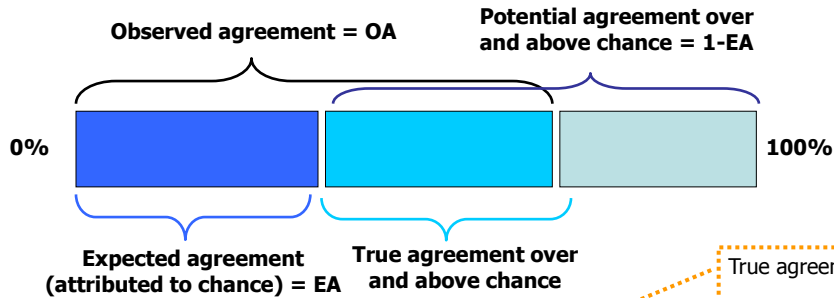 Observed agreement = OA
Potential agreement over
and above chance = 1-EA
0%
100%
Expected agreement
(attributed to chance) = EA
True agreement over
and above chance
True agreem